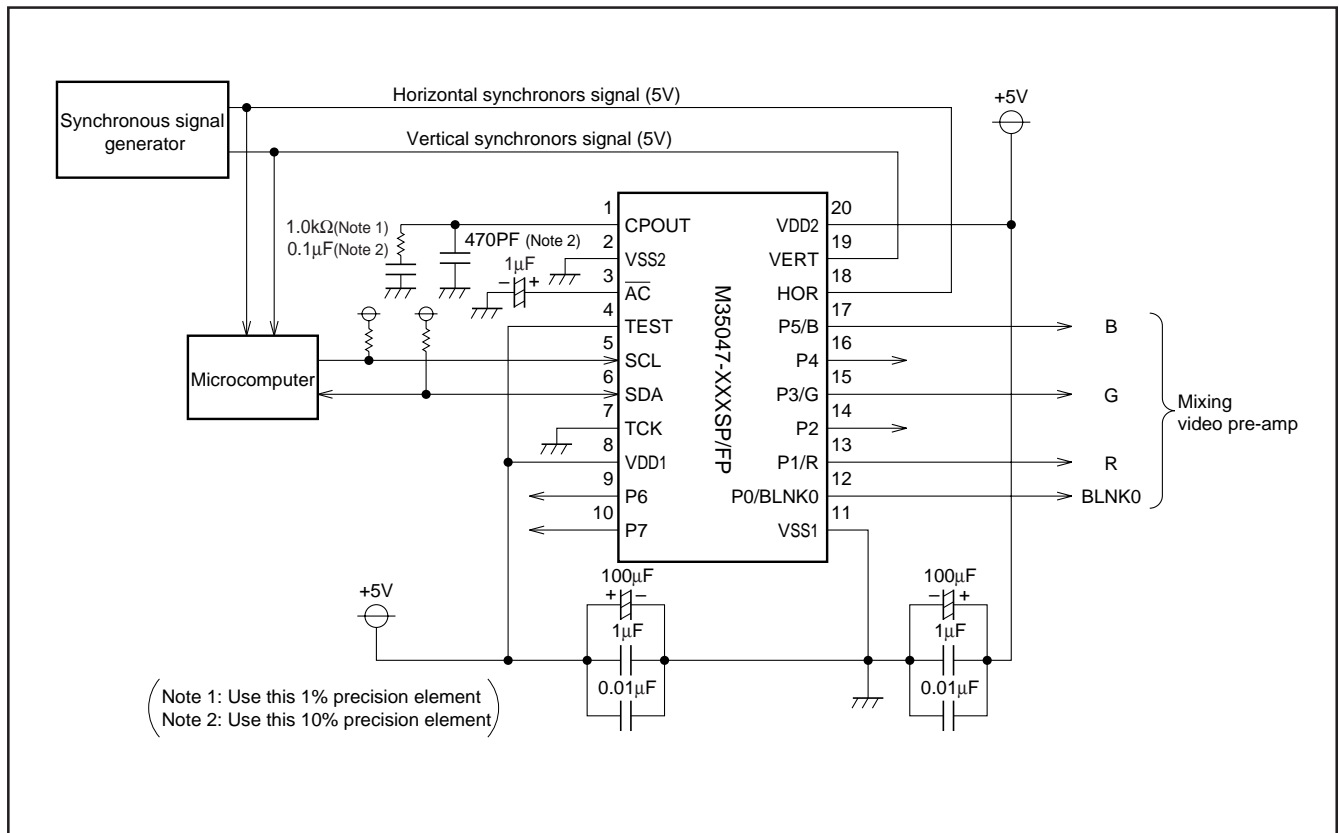 Synchronous signal
generator
Horizontal synchronors signal (5V)
Vertical synchronors signal (5V)
+5V
1.0kΩ(Note 1)
0.1µF(Note 2)
470PF (Note 2)
1µF
− +
Microcomputer
1
CPOUT
2
VSS2
3
AC
4
TEST
5
SCL
6
SDA
7
TCK
8
VDD1
9
P6
10
P7
M35047-XXXSP/FP
20
VDD2
19
VERT
18
HOR
17
P5/B
16
P4
15
P3/G
14
P2
13
P1/R
12
P0/BLNK0
11
VSS1
B
G
R
BLNK0
Mixing
video pre-amp
+5V
100µF
+ −
1µF
0.01µF
100µF
− +
1µF
0.01µF
Note 1: Use this 1% precision element
Note 2: Use this 10% precision element